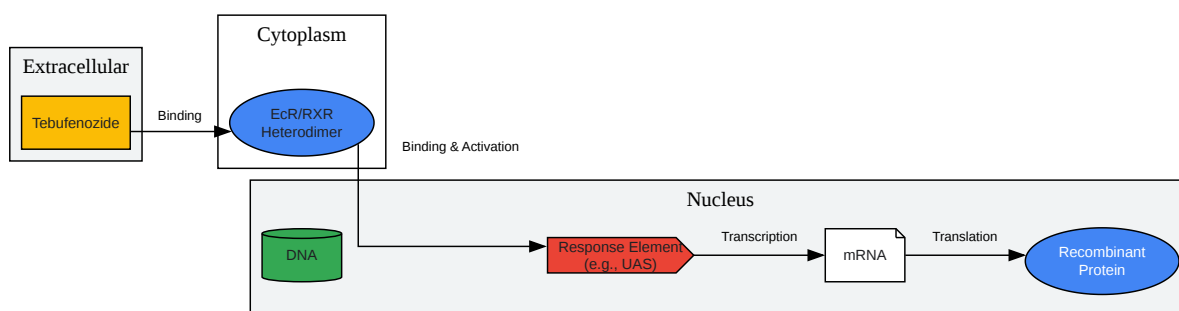 Cytoplasm
Extracellular
Tebufenozide
Binding
EcR/RXR
Heterodimer
Binding & Activation
Nucleus
DNA
Response Element
(e.g., UAS)
Transcription
mRNA
Translation
Recombinant
Protein